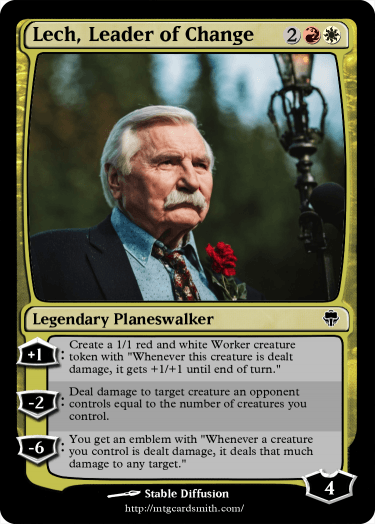 Lech, Leader of Change 2
Legendary Planeswalker
+1 : Create a 1/1 red and white Worker creature
token with "Whenever this creature is dealt
damage, it gets +1/+1 until end of turn."
-2 : Deal damage to target creature an opponent
controls equal to the number of creatures you
control.
-6 : You get an emblem with "Whenever a creature
you control is dealt damage, it deals that much
damage to any target."
4
Stable Diffusion
http://mtgcardsmith.com/